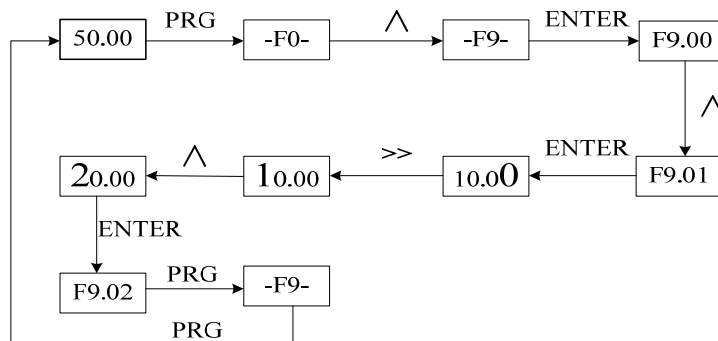 50.00 PRG -F0- ∧ -F9- ENTER F9.00
∧
20.00 ∧ 10.00 >> 10.00 ENTER F9.01
ENTER
F9.02 PRG -F9-
PRG